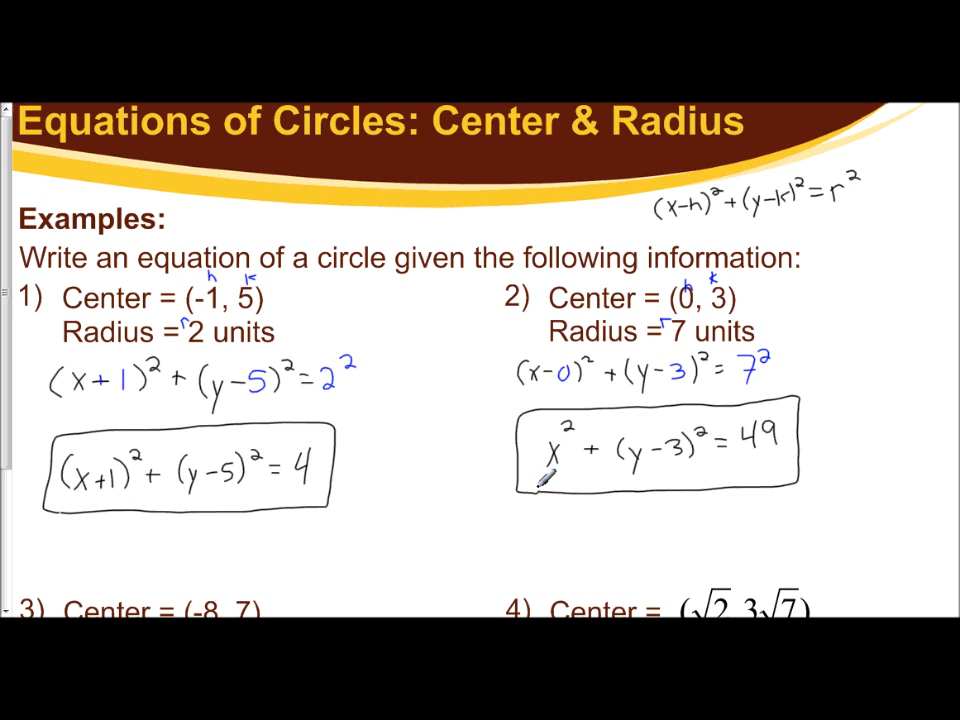 Equations of Circles: Center & Radius
(x-h)² + (y-k)² = r²
Examples:
Write an equation of a circle given the following information:
h k
1) Center = (-1, 5)
r
Radius = 2 units
(x+1)² + (y-5)² = 2²
(x+1)² + (y-5)² = 4
h k
2) Center = (0, 3)
r
Radius = 7 units
(x-0)² + (y-3)² = 7²
x² + (y-3)² = 49
3) Center = (-8, 7)
4) Center = (√2, 3√7)